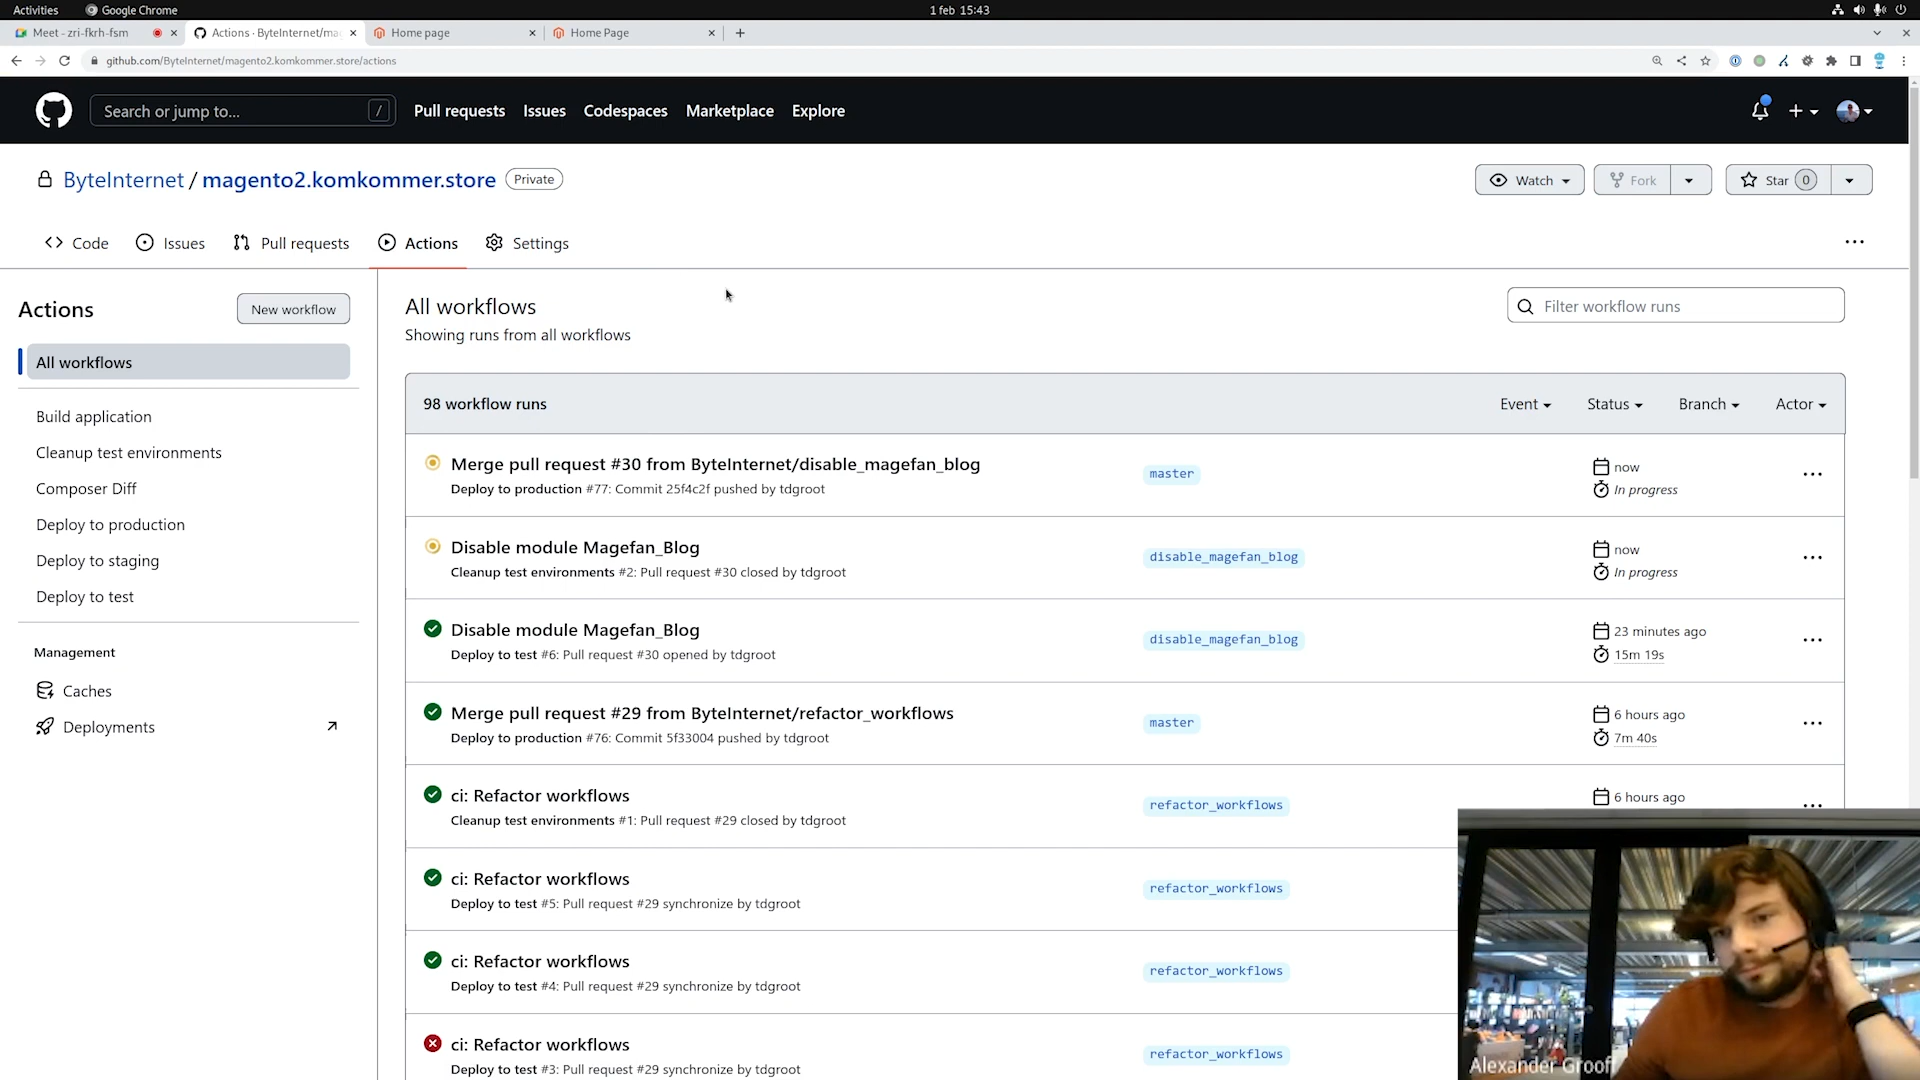 Activities
Google Chrome
1 feb 15:43
Meet - zri-fkrh-fsm
Actions · ByteInternet/ma
Home page
Home Page
github.com/ByteInternet/magento2.komkommer.store/actions
Search or jump to...
/
Pull requests
Issues
Codespaces
Marketplace
Explore
ByteInternet / magento2.komkommer.store
Private
Watch
Fork
Star 0
Code
Issues
Pull requests
Actions
Settings
Actions
New workflow
All workflows
Build application
Cleanup test environments
Composer Diff
Deploy to production
Deploy to staging
Deploy to test
Management
Caches
Deployments
All workflows
Showing runs from all workflows
Filter workflow runs
98 workflow runs
Event
Status
Branch
Actor
Merge pull request #30 from ByteInternet/disable_magefan_blog
Deploy to production #77: Commit 25f4c2f pushed by tdgroot
master
now
In progress
Disable module Magefan_Blog
Cleanup test environments #2: Pull request #30 closed by tdgroot
disable_magefan_blog
now
In progress
Disable module Magefan_Blog
Deploy to test #6: Pull request #30 opened by tdgroot
disable_magefan_blog
23 minutes ago
15m 19s
Merge pull request #29 from ByteInternet/refactor_workflows
Deploy to production #76: Commit 5f33004 pushed by tdgroot
master
6 hours ago
7m 40s
ci: Refactor workflows
Cleanup test environments #1: Pull request #29 closed by tdgroot
refactor_workflows
6 hours ago
ci: Refactor workflows
Deploy to test #5: Pull request #29 synchronize by tdgroot
refactor_workflows
ci: Refactor workflows
Deploy to test #4: Pull request #29 synchronize by tdgroot
refactor_workflows
ci: Refactor workflows
Deploy to test #3: Pull request #29 synchronize by tdgroot
refactor_workflows
Alexander Grooff